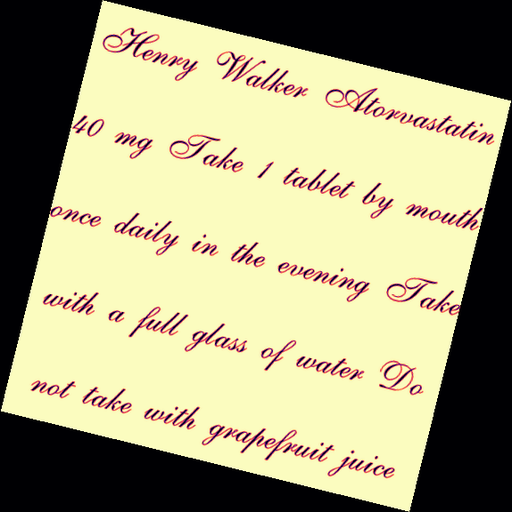 Henry Walker Atorvastatin
40 mg Take 1 tablet by mouth
once daily in the evening Take
with a full glass of water Do
not take with grapefruit juice